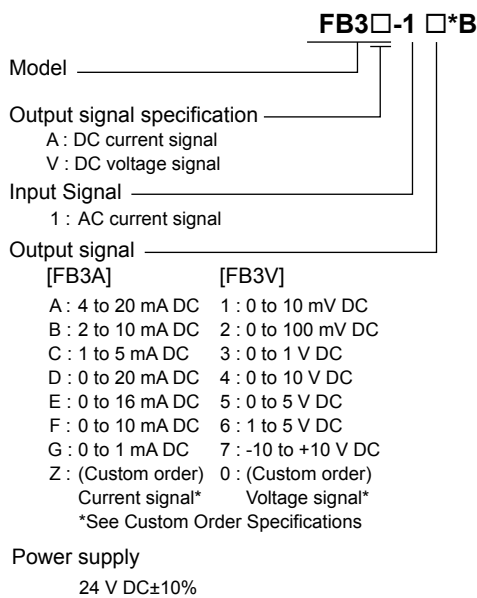 FB3□-1 □*B
Model
Output signal specification
A : DC current signal
V : DC voltage signal
Input Signal
1 : AC current signal
Output signal
[FB3A] [FB3V]
A : 4 to 20 mA DC 1 : 0 to 10 mV DC
B : 2 to 10 mA DC 2 : 0 to 100 mV DC
C : 1 to 5 mA DC 3 : 0 to 1 V DC
D : 0 to 20 mA DC 4 : 0 to 10 V DC
E : 0 to 16 mA DC 5 : 0 to 5 V DC
F : 0 to 10 mA DC 6 : 1 to 5 V DC
G : 0 to 1 mA DC 7 : -10 to +10 V DC
Z : (Custom order) 0 : (Custom order)
Current signal* Voltage signal*
*See Custom Order Specifications
Power supply
24 V DC±10%